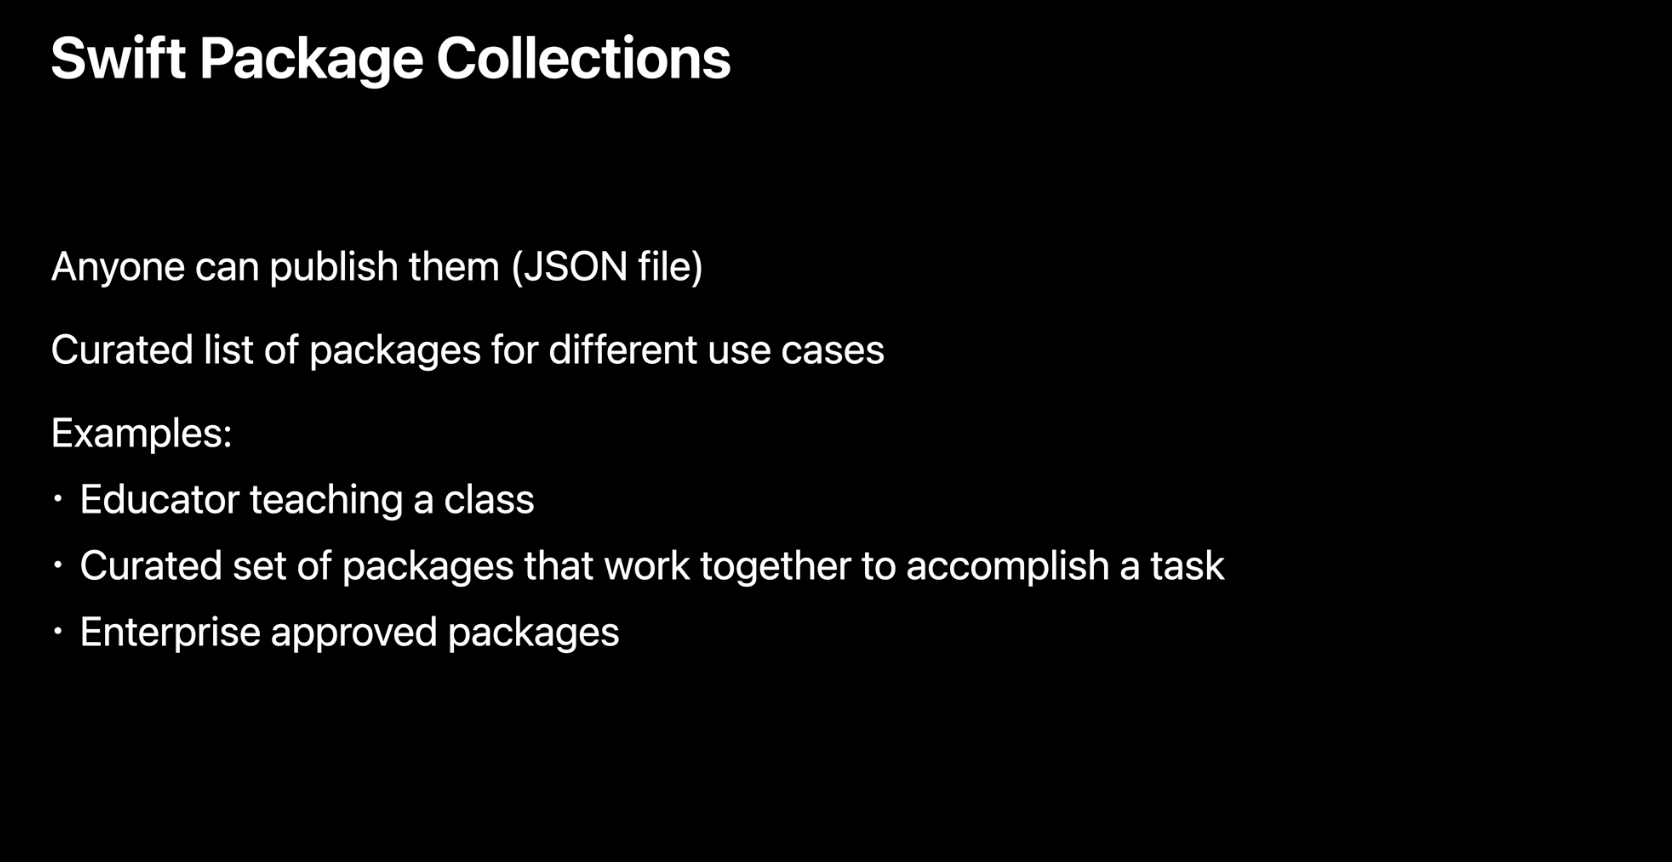 Swift Package Collections
Anyone can publish them (JSON file)
Curated list of packages for different use cases
Examples:
• Educator teaching a class
• Curated set of packages that work together to accomplish a task
• Enterprise approved packages